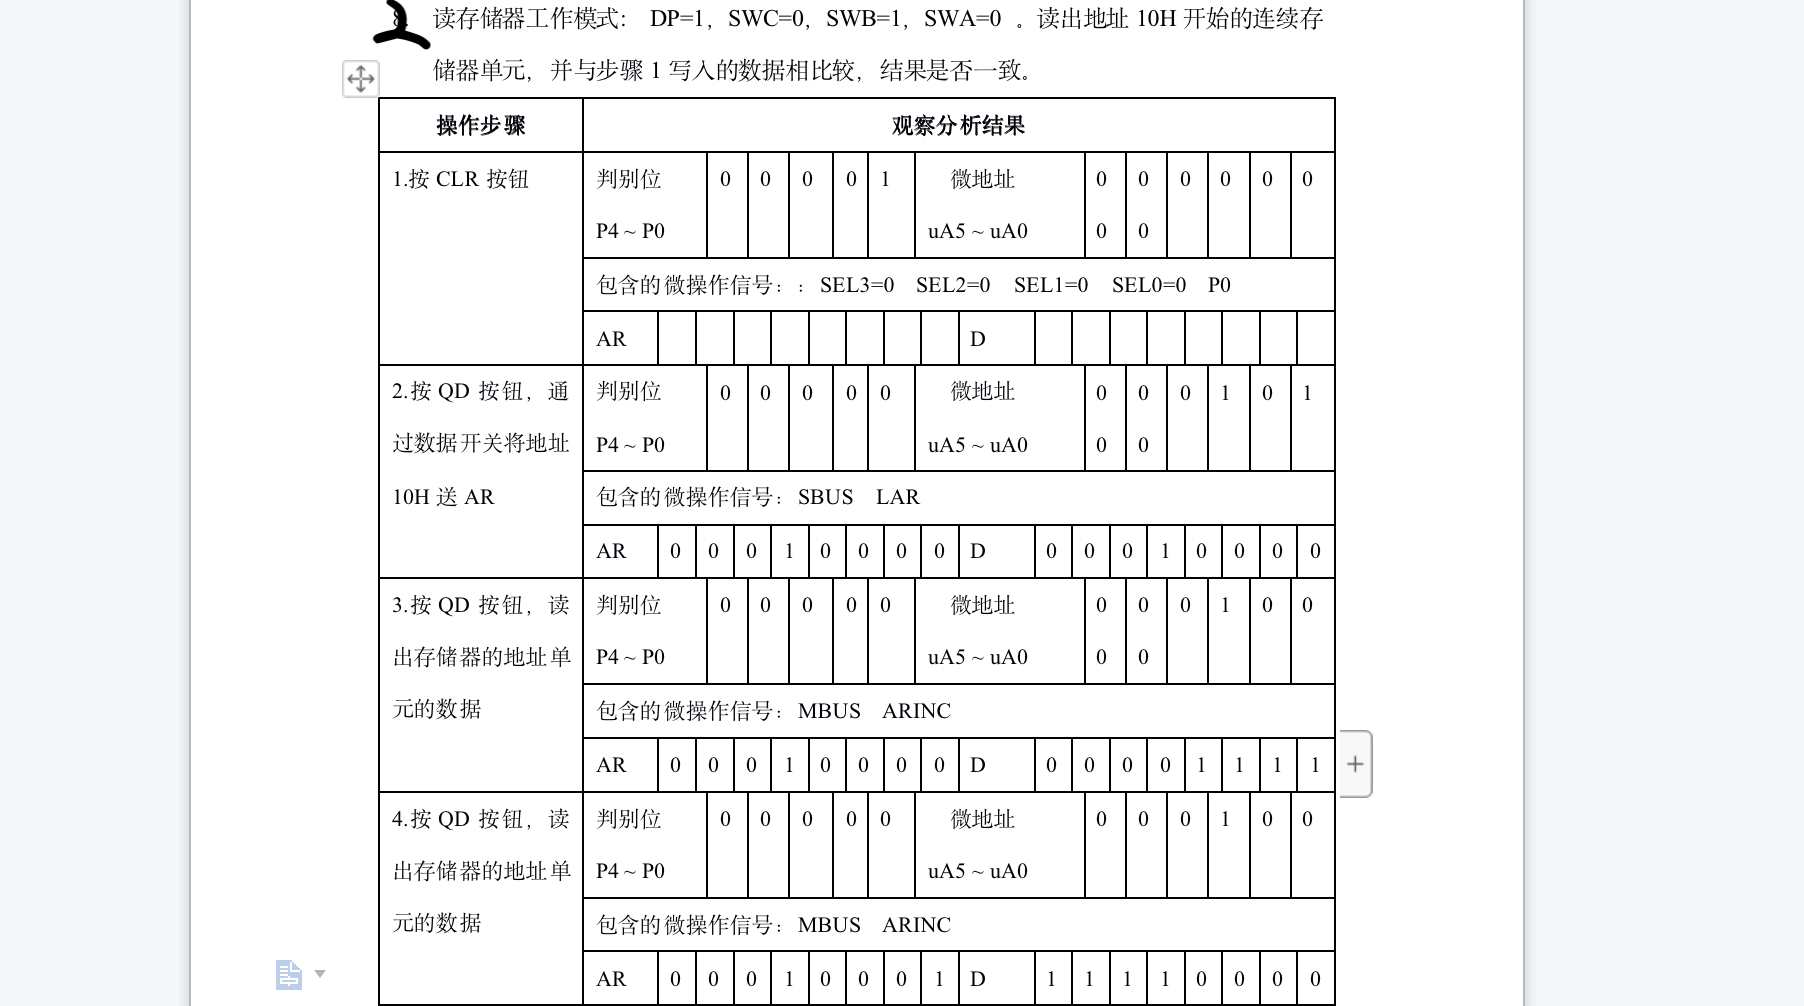 读存储器工作模式： DP=1，SWC=0，SWB=1，SWA=0 。读出地址 10H 开始的连续存
储器单元，并与步骤 1 写入的数据相比较，结果是否一致。
操作步骤 观察分析结果
1.按 CLR 按钮 判别位 0 0 0 0 1 微地址 0 0 0 0 0 0
P4 ~ P0 uA5 ~ uA0 0 0
包含的微操作信号：：SEL3=0 SEL2=0 SEL1=0 SEL0=0 P0
AR D
2.按 QD 按钮，通 判别位 0 0 0 0 0 微地址 0 0 0 1 0 1
过数据开关将地址 P4 ~ P0 uA5 ~ uA0 0 0
10H 送 AR 包含的微操作信号：SBUS LAR
AR 0 0 0 1 0 0 0 0 D 0 0 0 1 0 0 0 0
3.按 QD 按钮，读 判别位 0 0 0 0 0 微地址 0 0 0 1 0 0
出存储器的地址单 P4 ~ P0 uA5 ~ uA0 0 0
元的数据 包含的微操作信号：MBUS ARINC
AR 0 0 0 1 0 0 0 0 D 0 0 0 0 1 1 1 1
4.按 QD 按钮，读 判别位 0 0 0 0 0 微地址 0 0 0 1 0 0
出存储器的地址单 P4 ~ P0 uA5 ~ uA0
元的数据 包含的微操作信号：MBUS ARINC
AR 0 0 0 1 0 0 0 1 D 1 1 1 1 0 0 0 0